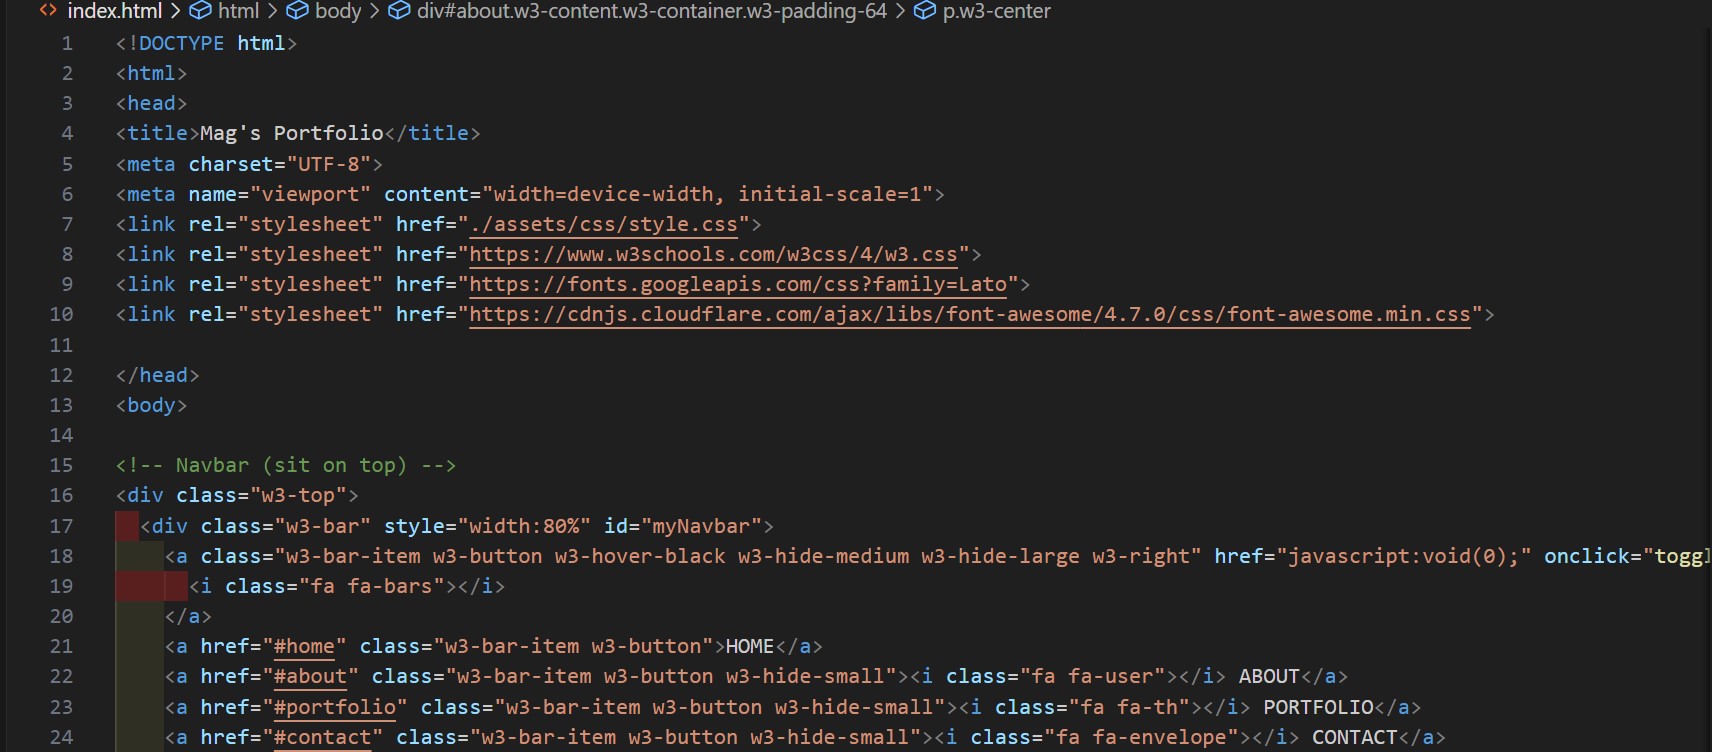 index.html > html > body > div#about.w3-content.w3-container.w3-padding-64 > p.w3-center
1 <!DOCTYPE html>
2 <html>
3 <head>
4 <title>Mag's Portfolio</title>
5 <meta charset="UTF-8">
6 <meta name="viewport" content="width=device-width, initial-scale=1">
7 <link rel="stylesheet" href="./assets/css/style.css">
8 <link rel="stylesheet" href="https://www.w3schools.com/w3css/4/w3.css">
9 <link rel="stylesheet" href="https://fonts.googleapis.com/css?family=Lato">
10 <link rel="stylesheet" href="https://cdnjs.cloudflare.com/ajax/libs/font-awesome/4.7.0/css/font-awesome.min.css">
11
12 </head>
13 <body>
14
15 <!-- Navbar (sit on top) -->
16 <div class="w3-top">
17 <div class="w3-bar" style="width:80%" id="myNavbar">
18 <a class="w3-bar-item w3-button w3-hover-black w3-hide-medium w3-hide-large w3-right" href="javascript:void(0);" onclick="toggl
19 <i class="fa fa-bars"></i>
20 </a>
21 <a href="#home" class="w3-bar-item w3-button">HOME</a>
22 <a href="#about" class="w3-bar-item w3-button w3-hide-small"><i class="fa fa-user"></i> ABOUT</a>
23 <a href="#portfolio" class="w3-bar-item w3-button w3-hide-small"><i class="fa fa-th"></i> PORTFOLIO</a>
24 <a href="#contact" class="w3-bar-item w3-button w3-hide-small"><i class="fa fa-envelope"></i> CONTACT</a>